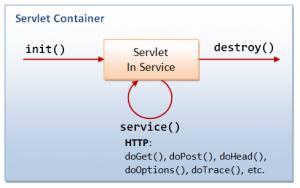 Servlet Container
init()
Servlet
In Service
destroy()
service()
HTTP:
doGet(), doPost(), doHead(),
doOptions(), doTrace(), etc.